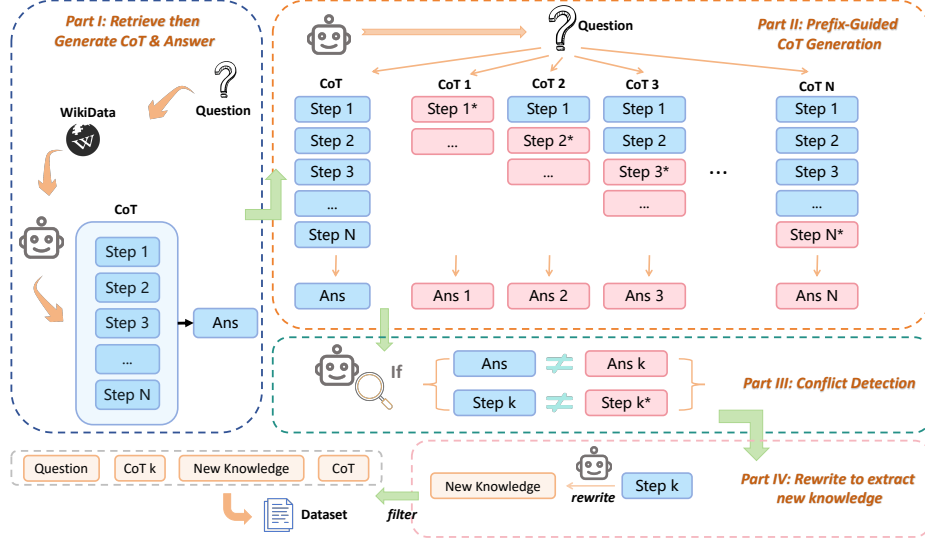 Part I: Retrieve then
Generate CoT & Answer
Question
WikiData
W
CoT
Step 1
Step 2
Step 3
...
Step N
Ans
Part II: Prefix-Guided
CoT Generation
Question
CoT
Step 1
Step 2
Step 3
...
Step N
Ans
CoT 1
Step 1*
...
Ans 1
CoT 2
Step 1
Step 2*
...
Ans 2
CoT 3
Step 1
Step 2
Step 3*
...
Ans 3
...
CoT N
Step 1
Step 2
Step 3
...
Step N*
Ans N
If
Ans ≠ Ans k
Step k ≠ Step k*
Part III: Conflict Detection
Part IV: Rewrite to extract
new knowledge
Step k
rewrite
New Knowledge
filter
Question CoT k New Knowledge CoT
Dataset